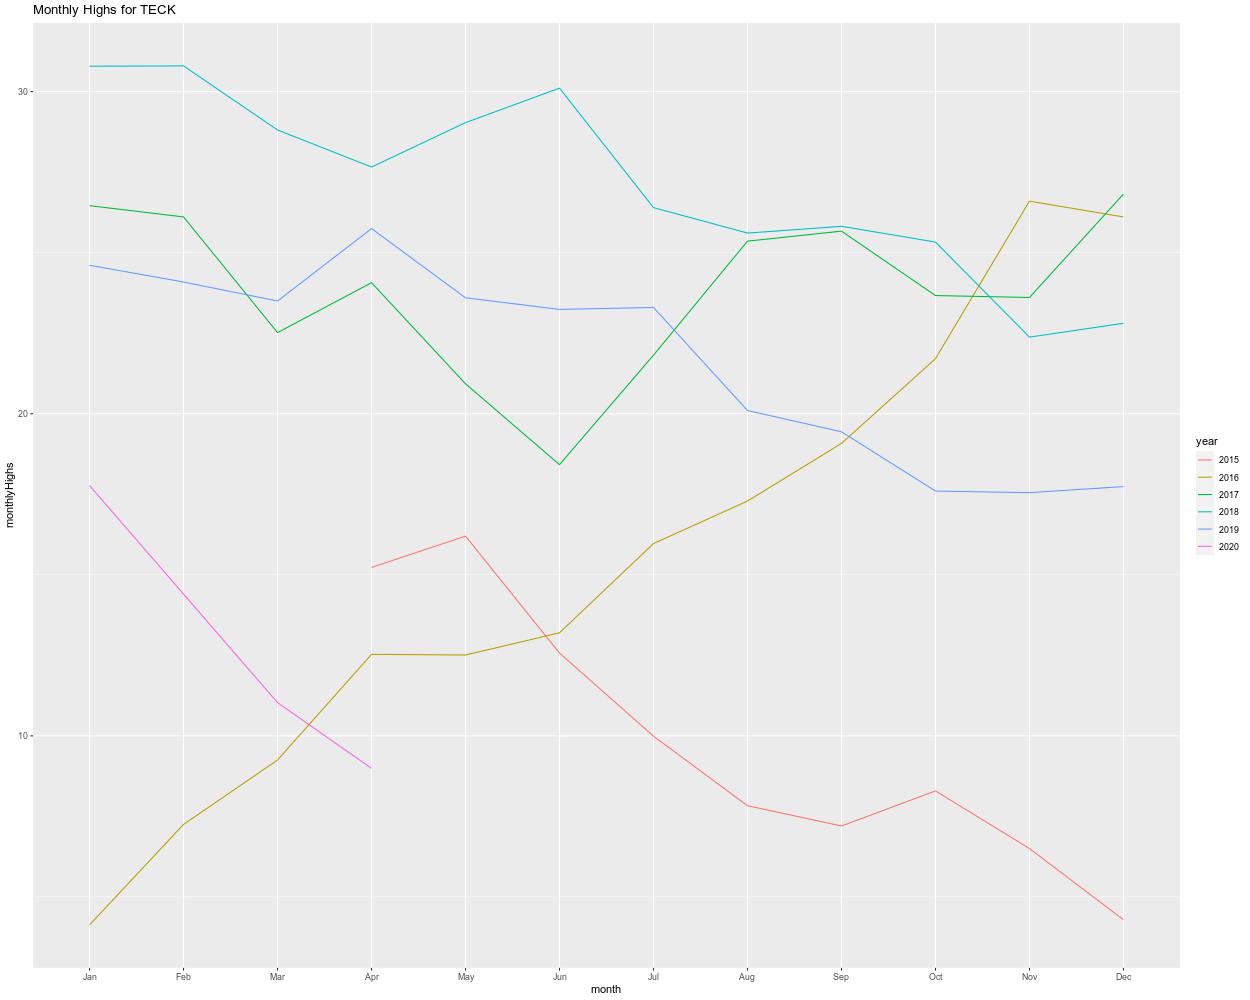 Monthly Highs for TECK
30
20
10
monthlyHighs
Jan Feb Mar Apr May Jun Jul Aug Sep Oct Nov Dec
month
year
2015
2016
2017
2018
2019
2020